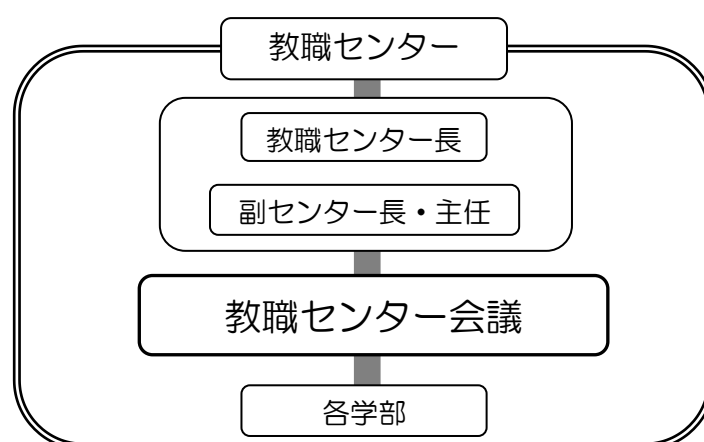 教職センター
教職センター長
副センター長・主任
教職センター会議
各学部